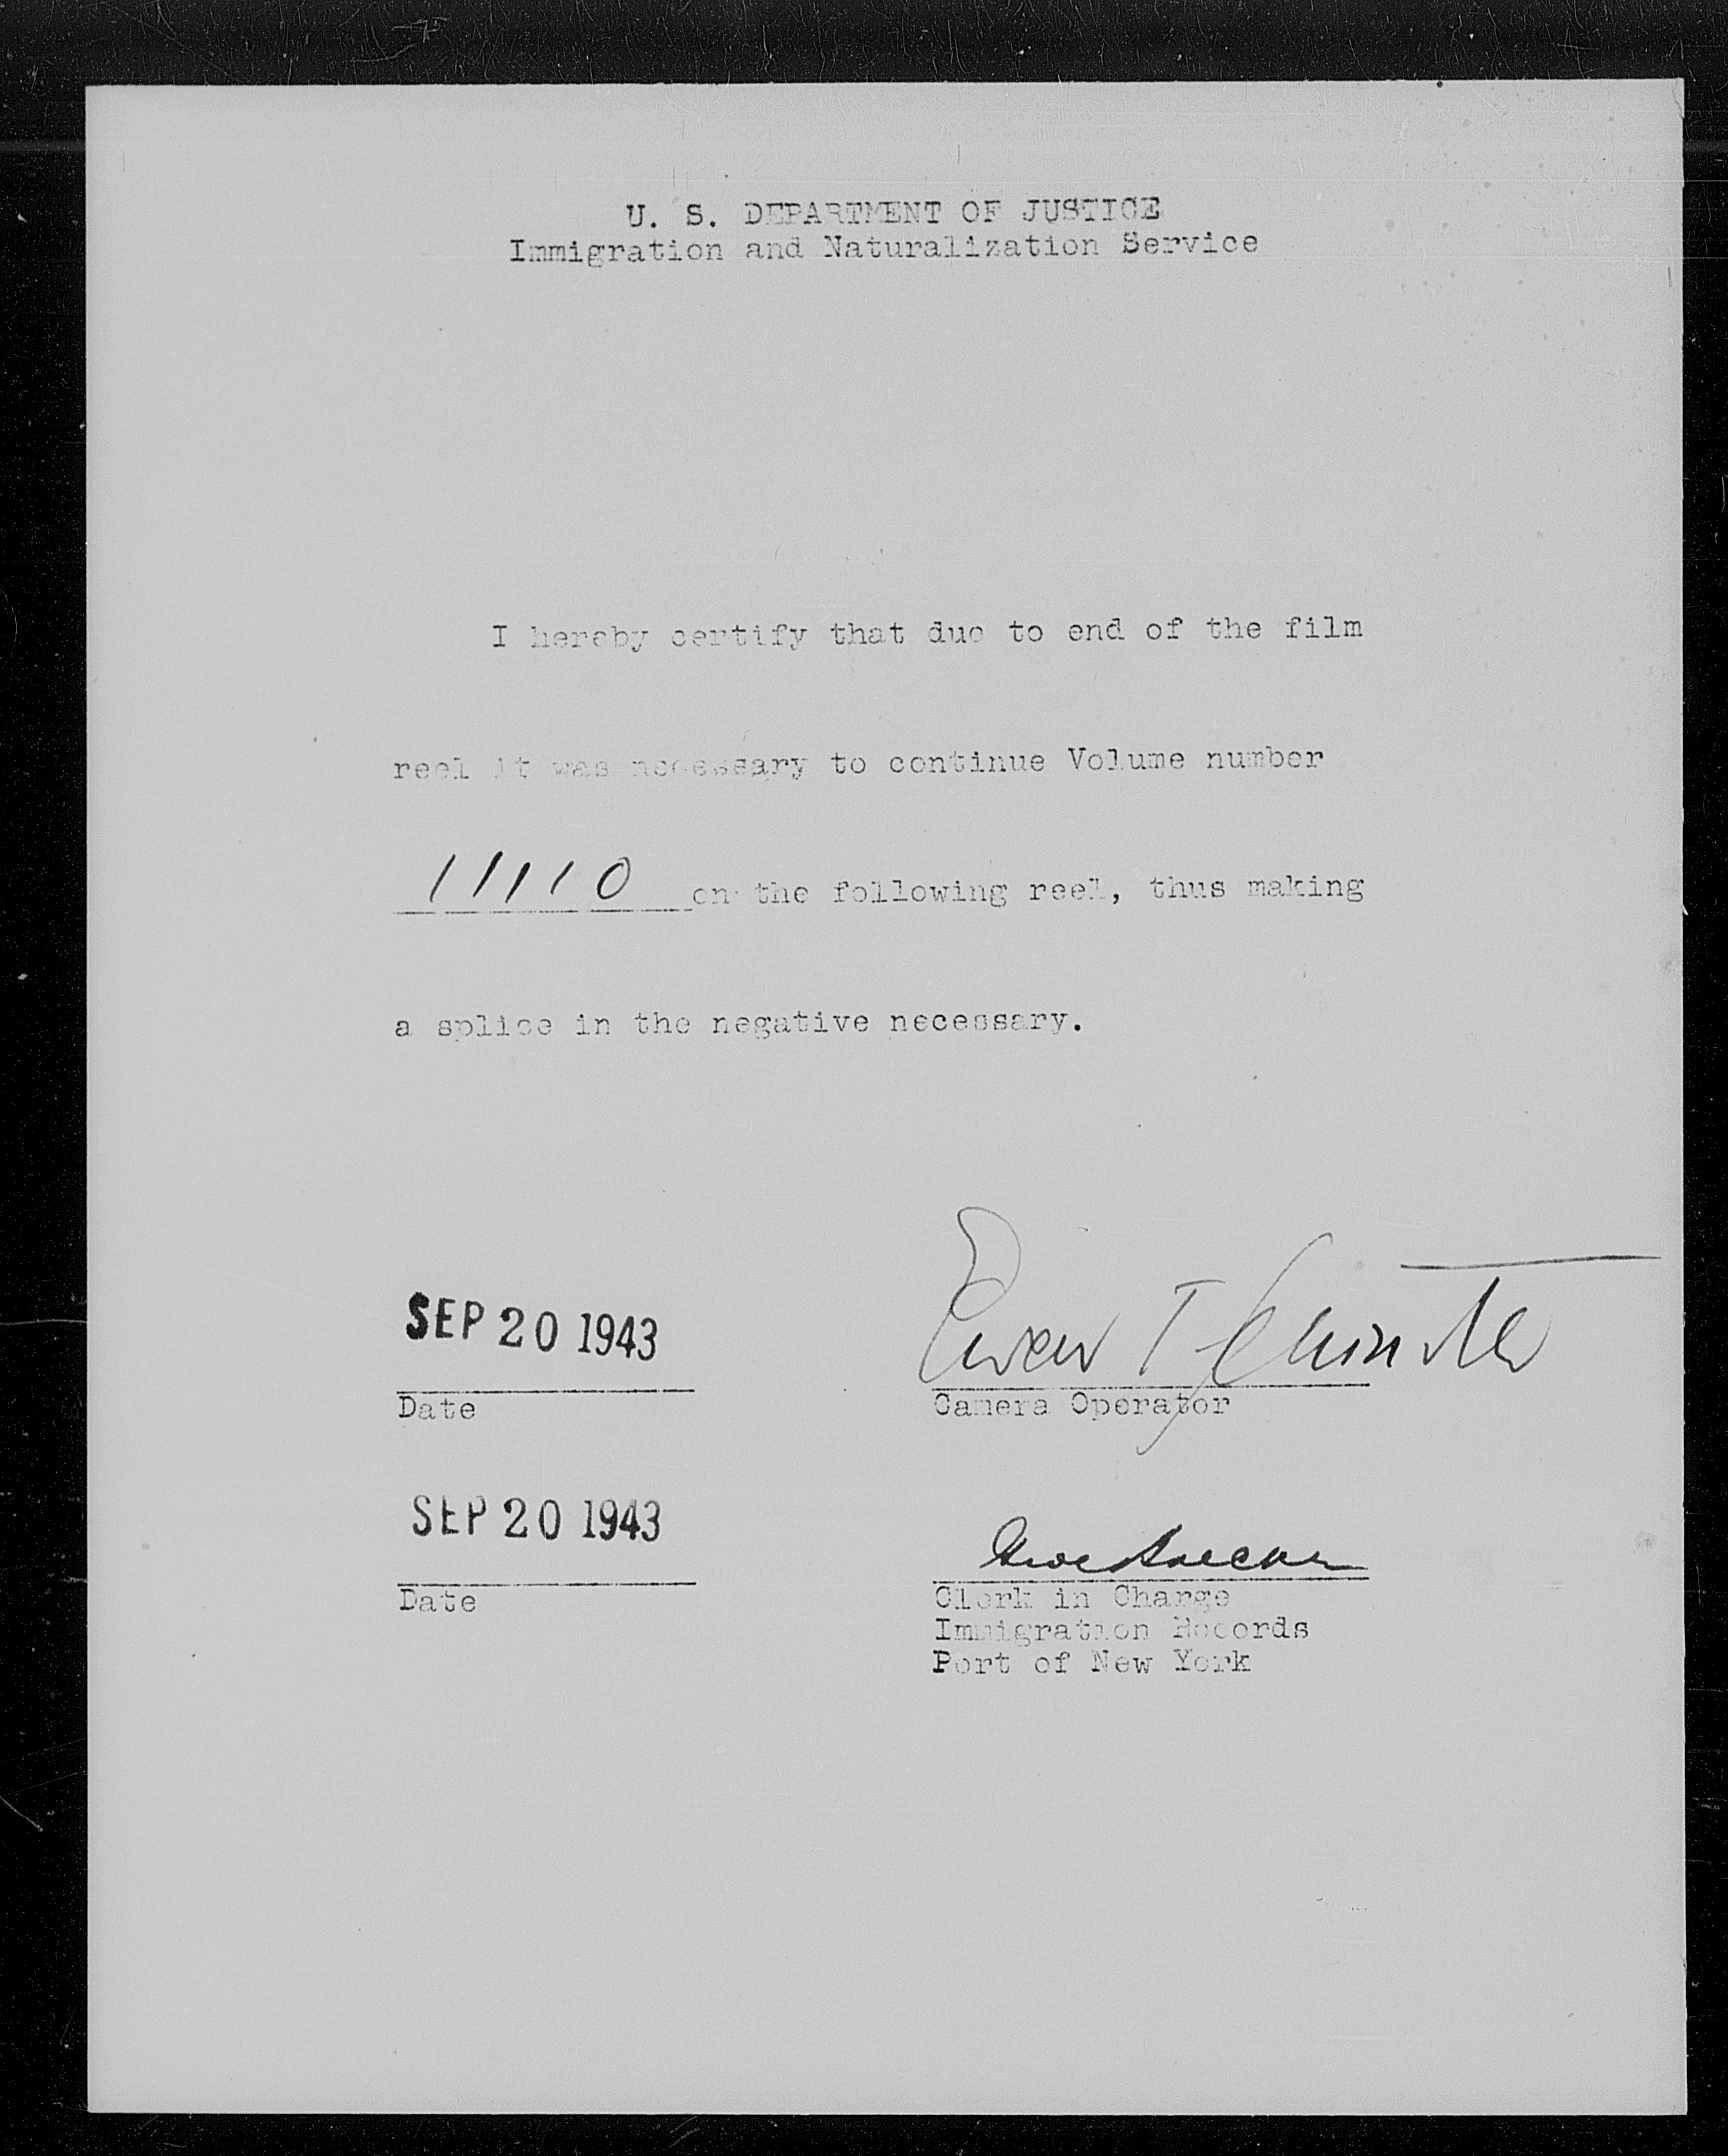 U. S. DEPARTMENT OF JUSTICE
Immigration and Naturalization Service
I hereby certify that due to end of the film
reel it was necessary to continue Volume number
11110 on the following reel, thus making
a splice in the negative necessary.
SEP 20 1943
Date
Camera Operator
SEP 20 1943
Date
Clerk in Charge
Immigration Records
Port of New York